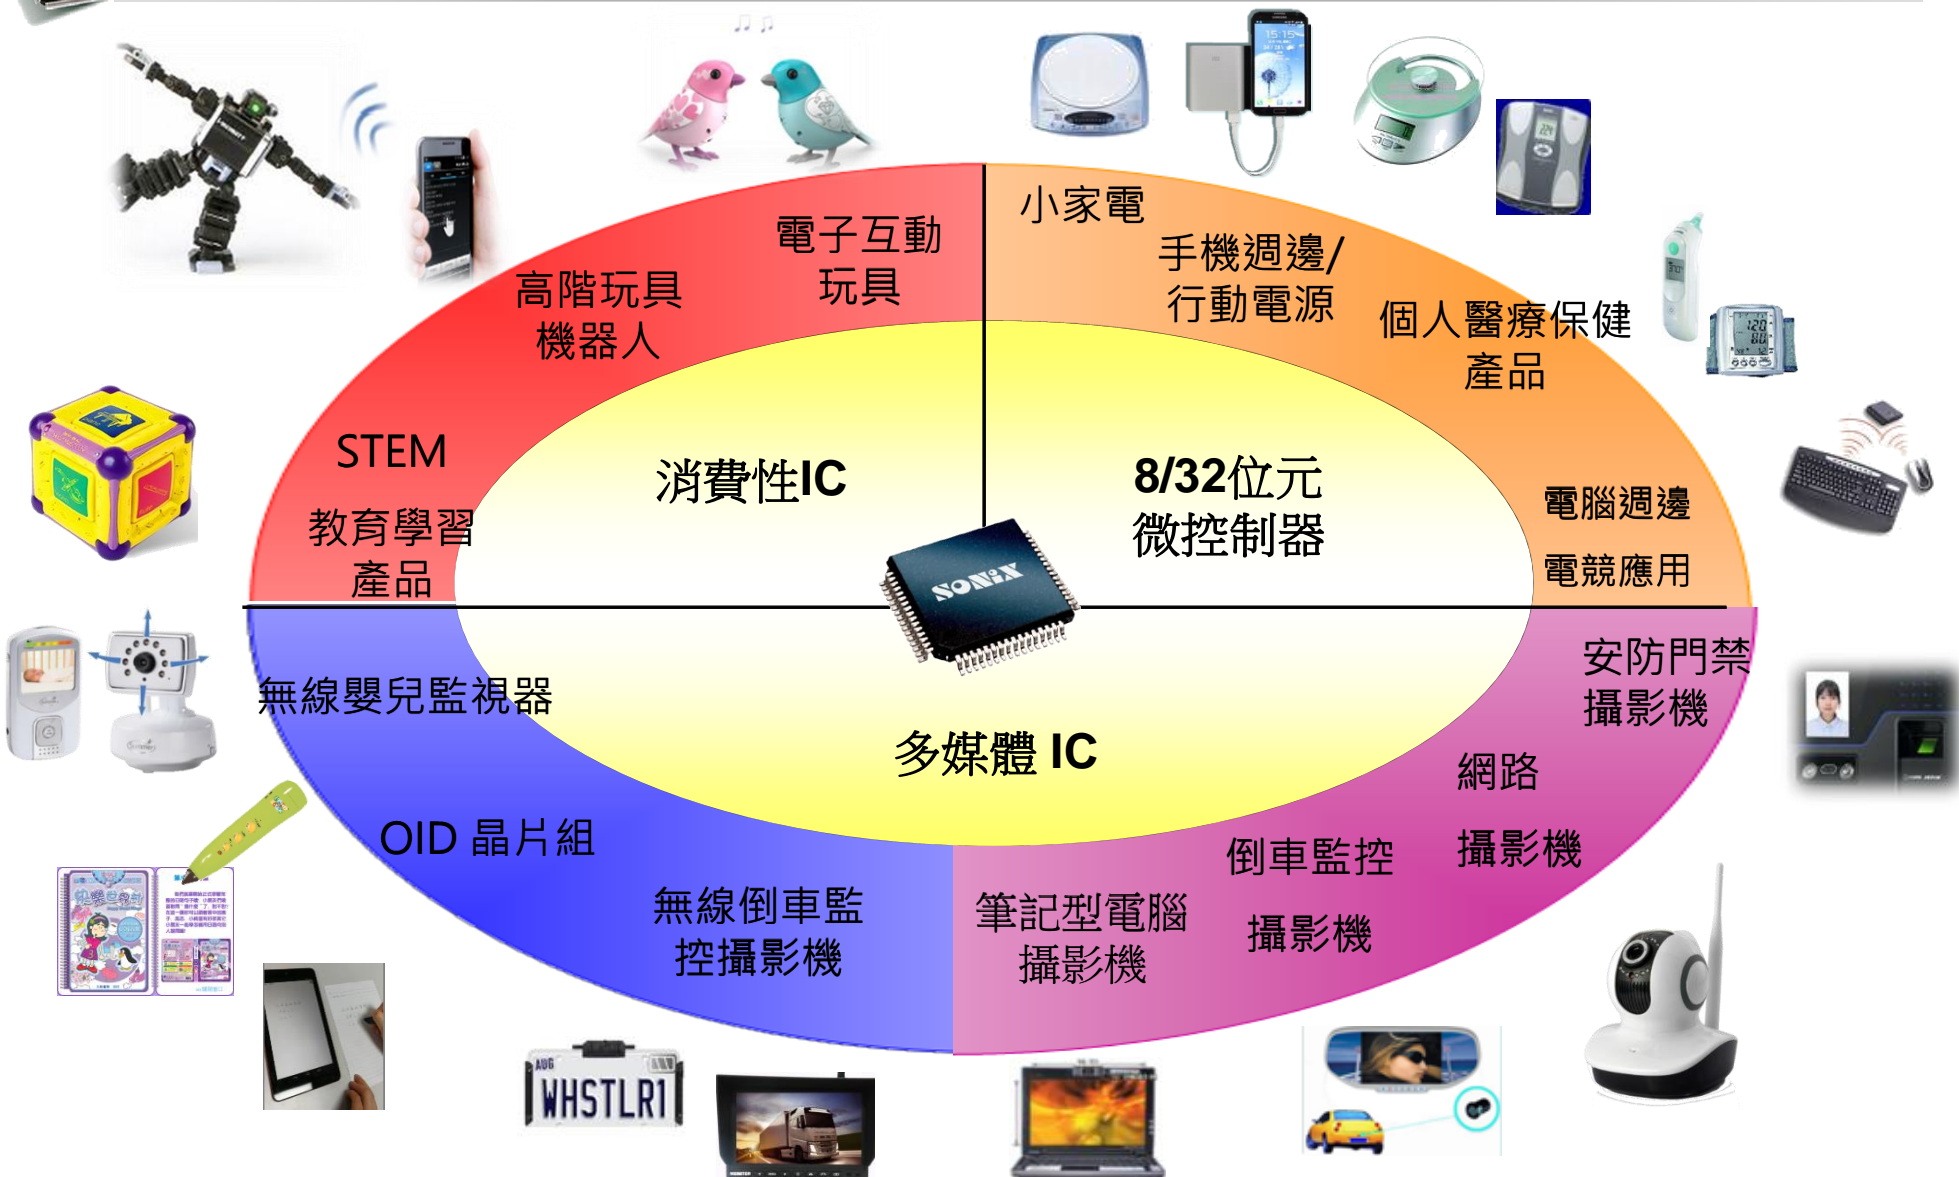 15:15
小家電
電子互動
玩具
手機週邊/
行動電源
高階玩具
機器人
個人醫療保健
產品
STEM
教育學習
產品
消費性IC
8/32位元
微控制器
電腦週邊
電競應用
SONiX
無線嬰兒監視器
安防門禁
攝影機
多媒體 IC
網路
攝影機
OID 晶片組
倒車監控
攝影機
無線倒車監
控攝影機
筆記型電腦
攝影機
AUG
WHSTLR1